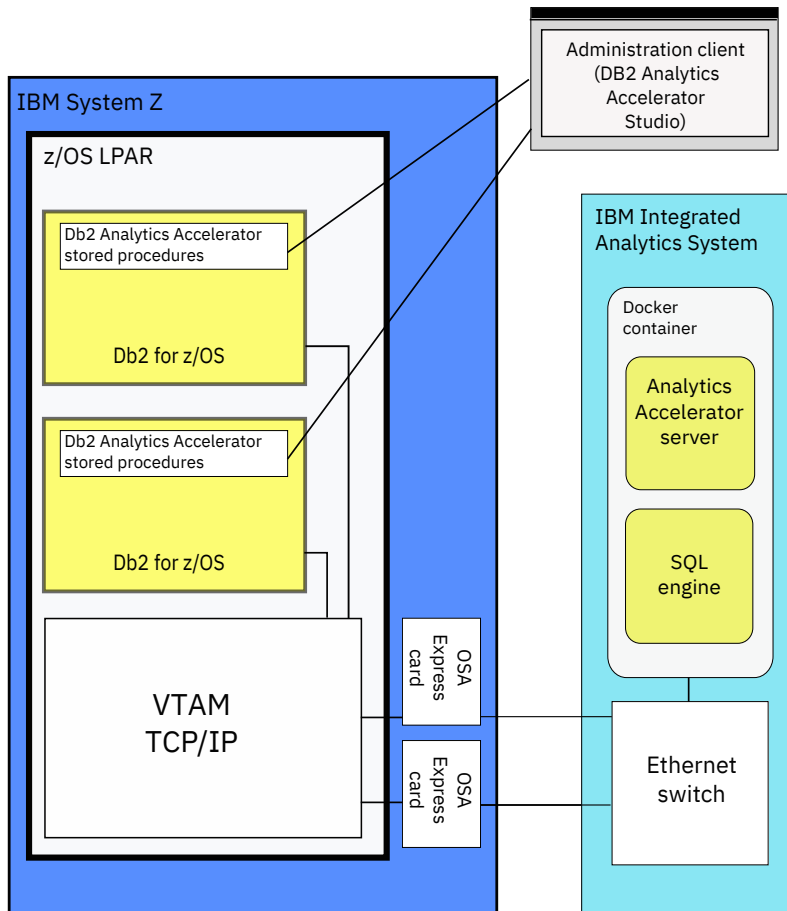 Administration client
(DB2 Analytics
Accelerator
Studio)
IBM System Z
z/OS LPAR
Db2 Analytics Accelerator
stored procedures
Db2 for z/OS
Db2 Analytics Accelerator
stored procedures
Db2 for z/OS
VTAM
TCP/IP
OSA
Express
card
OSA
Express
card
IBM Integrated
Analytics System
Docker
container
Analytics
Accelerator
server
SQL
engine
Ethernet
switch